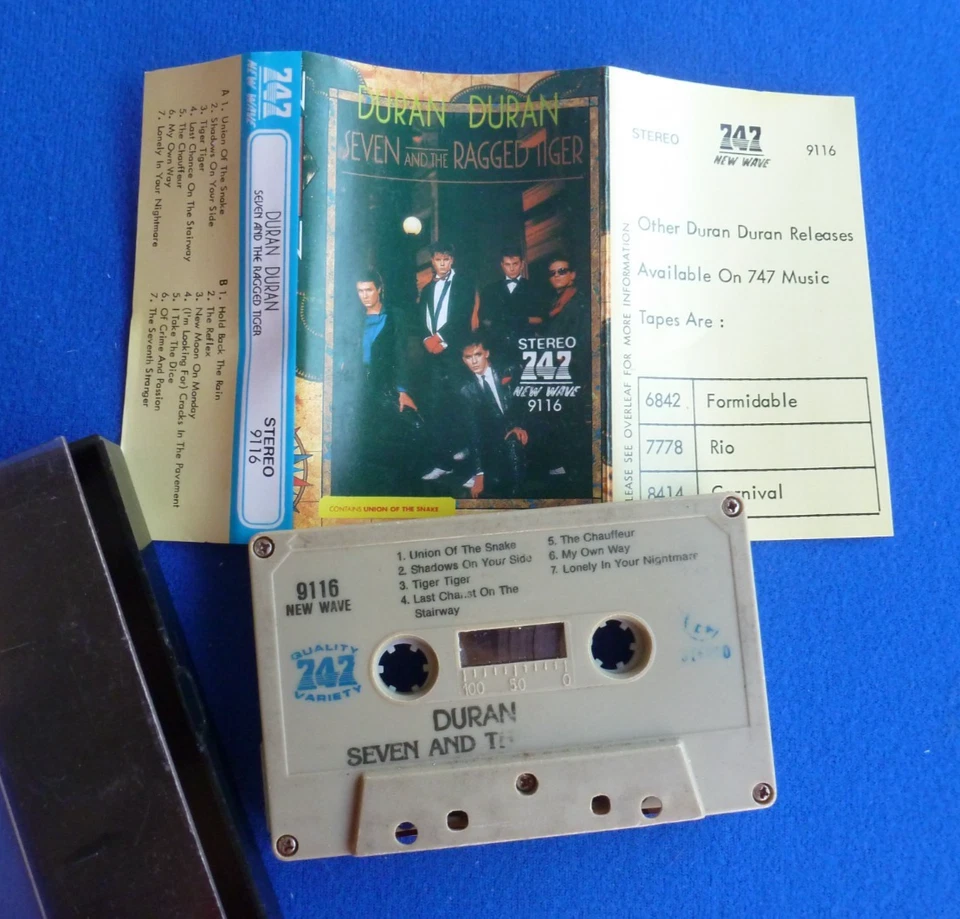 A 1. Union Of The Snake
2. Shadows On Your Side
3. Tiger Tiger
4. Last Chance On The Stairway
5. The Chauffeur
6. My Own Way
7. Lonely In Your Nightmare
B 1. Hold Back The Rain
2. The Reflex
3. New Moon On Monday
4. (I'm Looking For) Cracks In The Pavement
5. I Take The Dice
6. Of Crime And Passion
7. The Seventh Stranger
747
NEW WAVE
DURAN DURAN
SEVEN AND THE RAGGED TIGER
STEREO
9116
DURAN DURAN
SEVEN AND THE RAGGED TIGER
STEREO
747
NEW WAVE
9116
CONTAINS UNION OF THE SNAKE
LEASE SEE OVERLEAF FOR MORE INFORMATION
STEREO
747
NEW WAVE
9116
Other Duran Duran Releases
Available On 747 Music
Tapes Are :
6842 Formidable
7778 Rio
8414 Carnival
9116
NEW WAVE
1. Union Of The Snake
2. Shadows On Your Side
3. Tiger Tiger
4. Last On The
Stairway
5. The Chauffeur
6. My Own Way
7. Lonely In Your Nightmare
QUALITY
747
VARIETY
100 50 0
DURAN
SEVEN AND